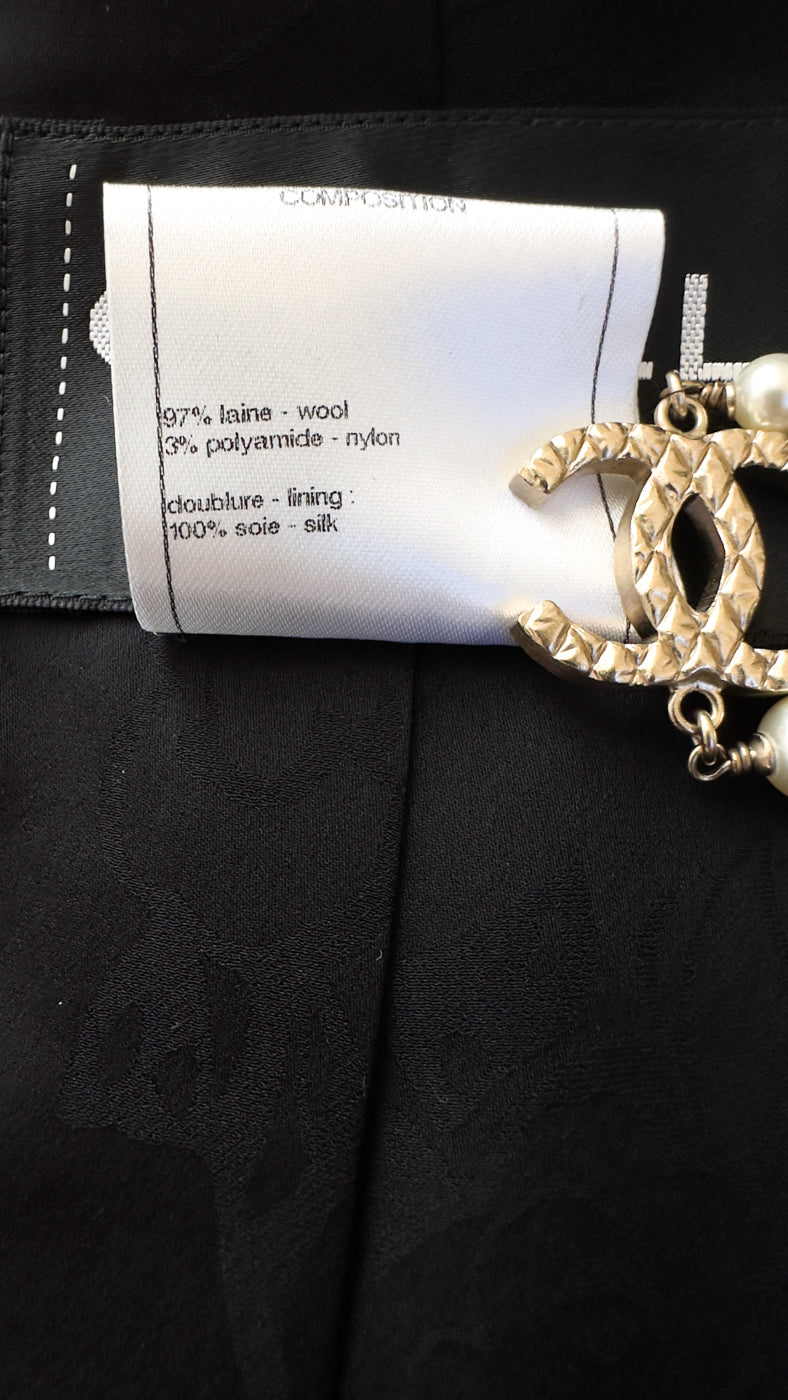 COMPOSITION
97% laine - wool
3% polyamide - nylon
doublure - lining :
100% soie - silk